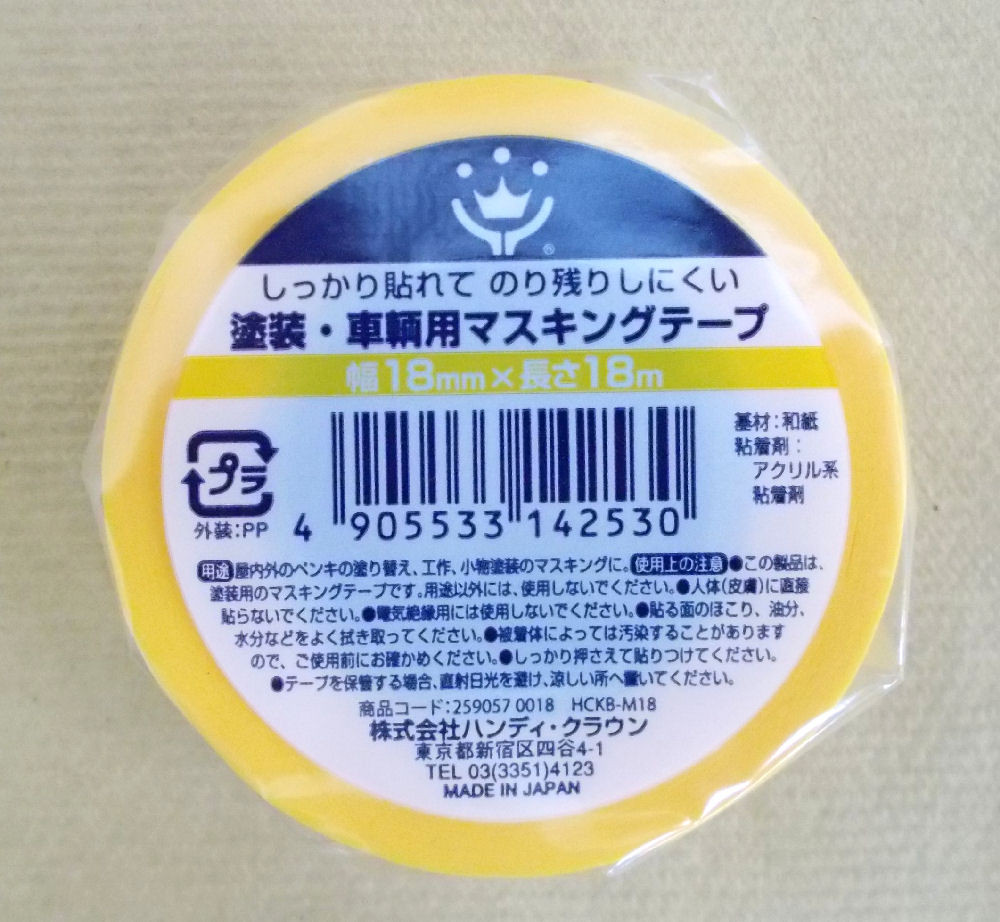 ®
しっかり貼れて のり残りしにくい
塗装・車輌用マスキングテープ
幅18mm×長さ18m
プラ
外装:PP
4 905533 142530
基材:和紙
粘着剤:
アクリル系
粘着剤
用途 屋内外のペンキの塗り替え、工作、小物塗装のマスキングに。使用上の注意 ●この製品は、
塗装用のマスキングテープです。用途以外には、使用しないでください。●人体(皮膚)に直接
貼らないでください。●電気絶縁用には使用しないでください。●貼る面のほこり、油分、
水分などをよく拭き取ってください。●被着体によっては汚染することがあります
ので、ご使用前にお確かめください。●しっかり押さえて貼りつけてください。
●テープを保管する場合、直射日光を避け、涼しい所へ置いてください。
商品コード:259057 0018 HCKB-M18
株式会社ハンディ・クラウン
東京都新宿区四谷4-1
TEL 03(3351)4123
MADE IN JAPAN